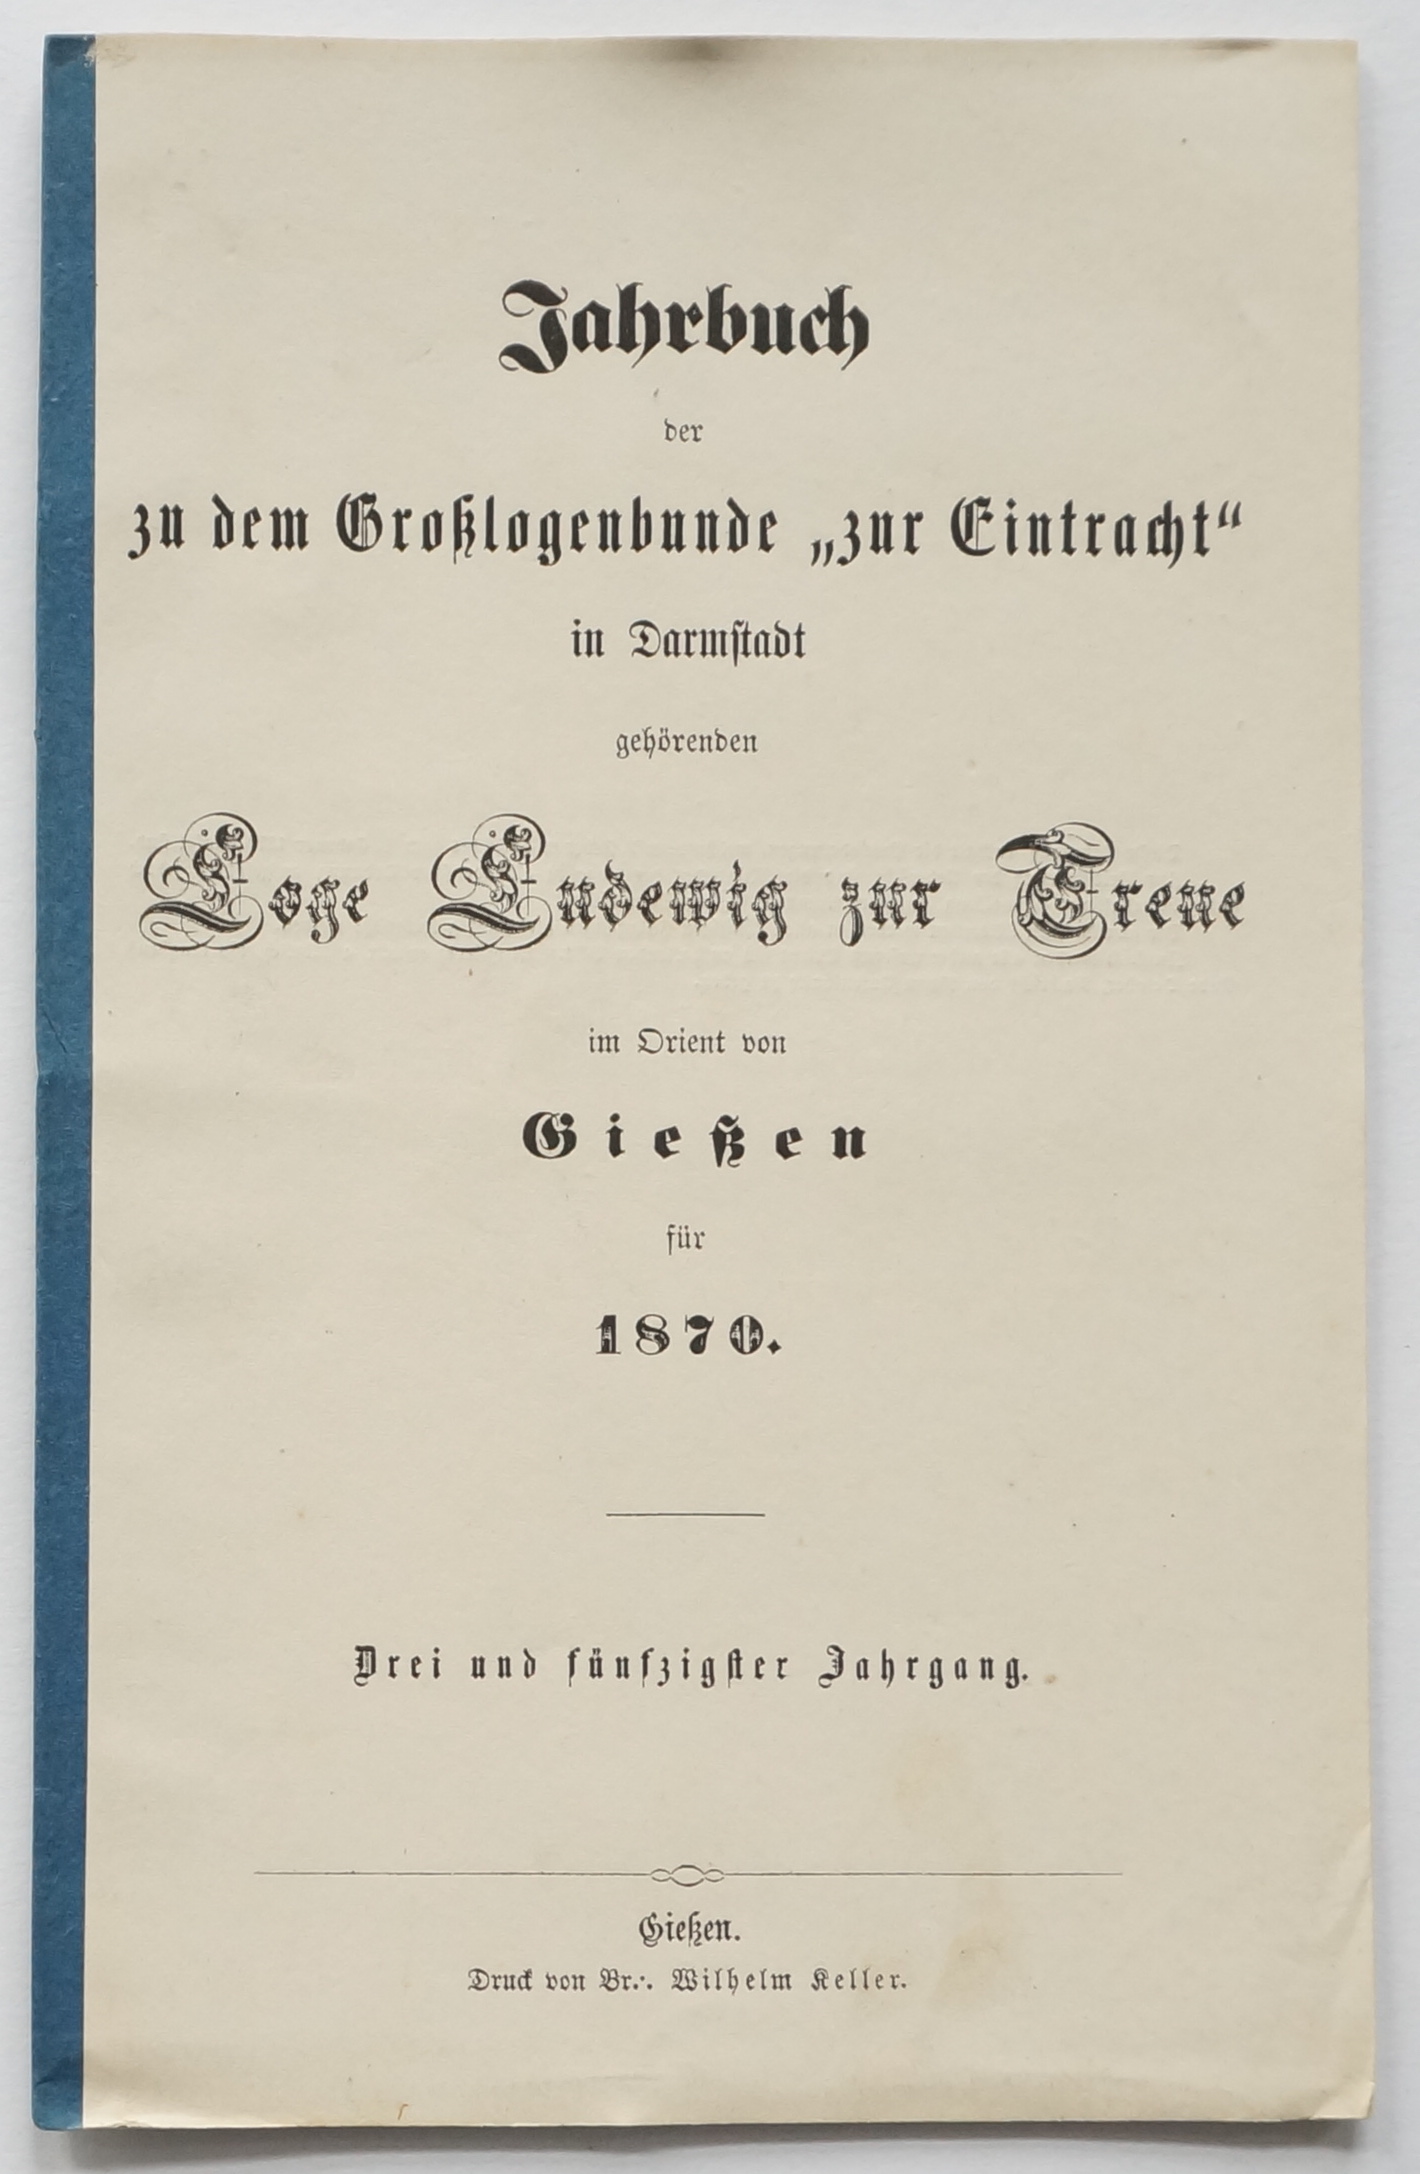 Jahrbuch
der
zu dem Großlogenbunde „zur Eintracht“
in Darmstadt
gehörenden
Loge Ludewig zur Treue
im Orient von
Gießen
für
1870.
Drei und fünfzigster Jahrgang.
Gießen.
Druck von Br∴ Wilhelm Keller.